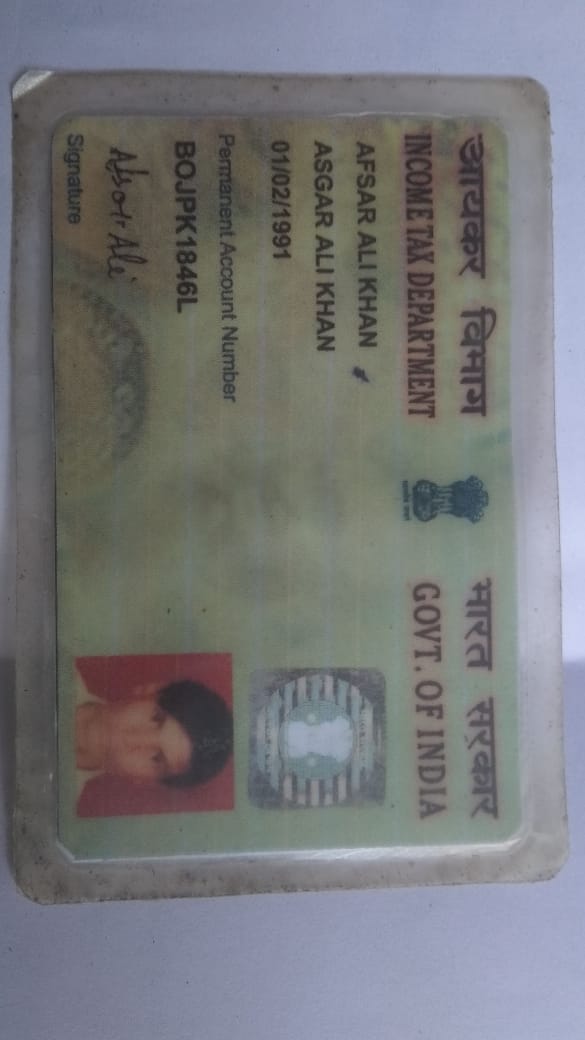 आयकर विभाग
INCOME TAX DEPARTMENT
भारत सरकार
GOVT. OF INDIA
AFSAR ALI KHAN
ASGAR ALI KHAN
01/02/1991
Permanent Account Number
BOJPK1846L
Afsar Ali
Signature